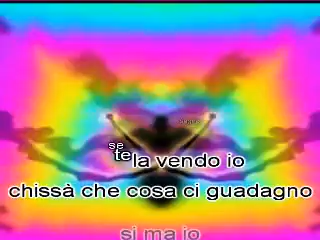 se
te la vendo io
chissà che cosa ci guadagno
si ma io